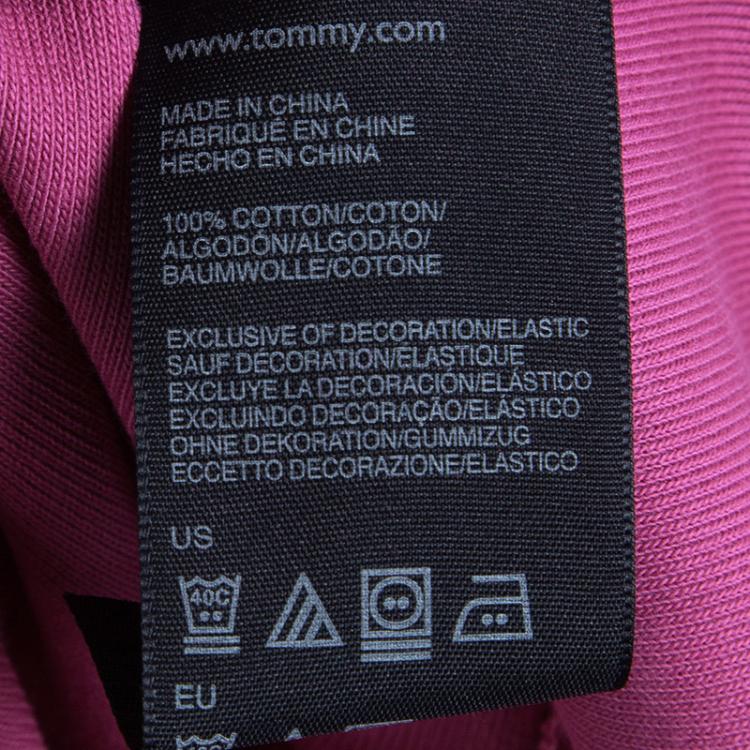 www.tommy.com
MADE IN CHINA
FABRIQUÉ EN CHINE
HECHO EN CHINA
100% COTTON/COTON/
ALGODÓN/ALGODÃO/
BAUMWOLLE/COTONE
EXCLUSIVE OF DECORATION/ELASTIC
SAUF DÉCORATION/ÉLASTIQUE
EXCLUYE LA DECORACIÓN/ELÁSTICO
EXCLUINDO DECORAÇÃO/ELÁSTICO
OHNE DEKORATION/GUMMIZUG
ECCETTO DECORAZIONE/ELASTICO
US
40C
EU